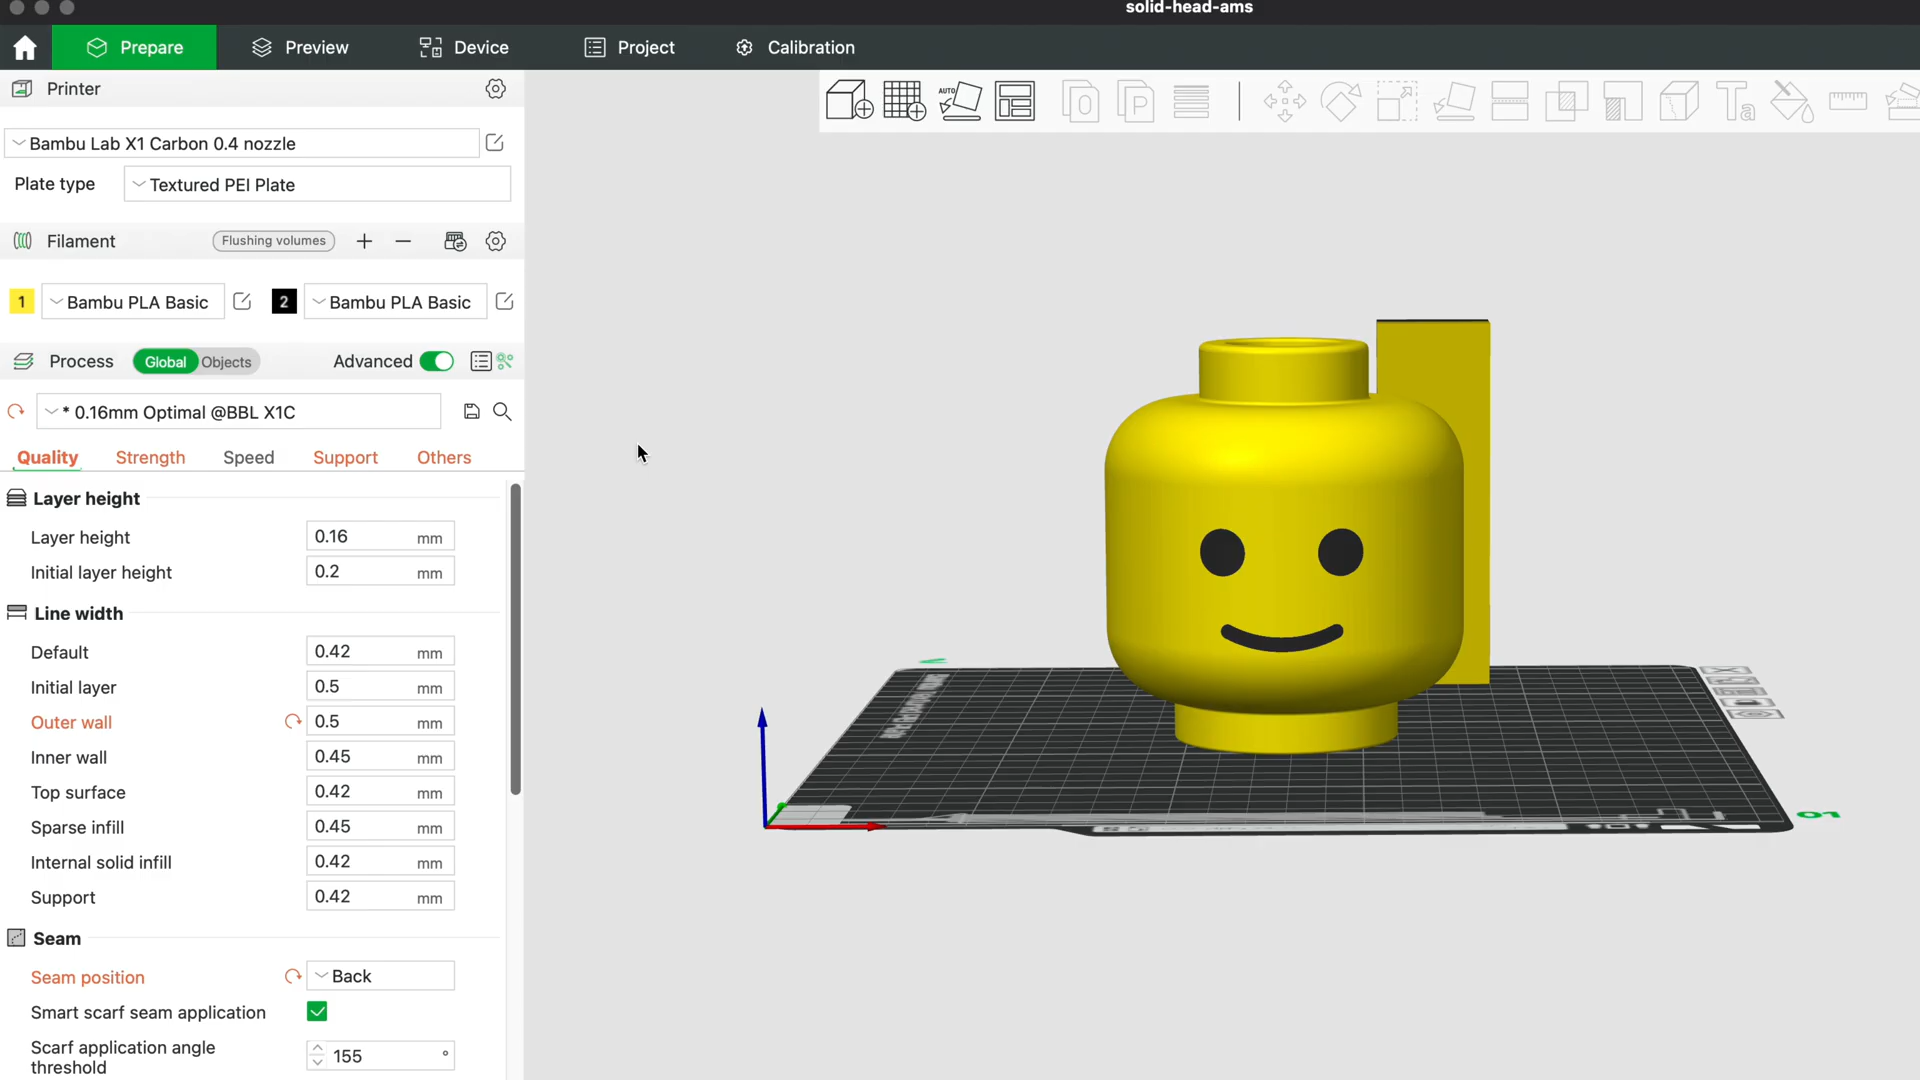 solid-head-ams
Prepare
Preview
Device
Project
Calibration
Printer
Bambu Lab X1 Carbon 0.4 nozzle
Plate type
Textured PEI Plate
AUTO
Filament
Flushing volumes
1
Bambu PLA Basic
2
Bambu PLA Basic
Process
Global
Objects
Advanced
* 0.16mm Optimal @BBL X1C
Quality
Strength
Speed
Support
Others
Layer height
Layer height
0.16
mm
Initial layer height
0.2
mm
Line width
Default
0.42
mm
Initial layer
0.5
mm
Outer wall
0.5
mm
Inner wall
0.45
mm
Top surface
0.42
mm
Sparse infill
0.45
mm
Internal solid infill
0.42
mm
Support
0.42
mm
Seam
Seam position
Back
Smart scarf seam application
Scarf application angle
threshold
155
°
01